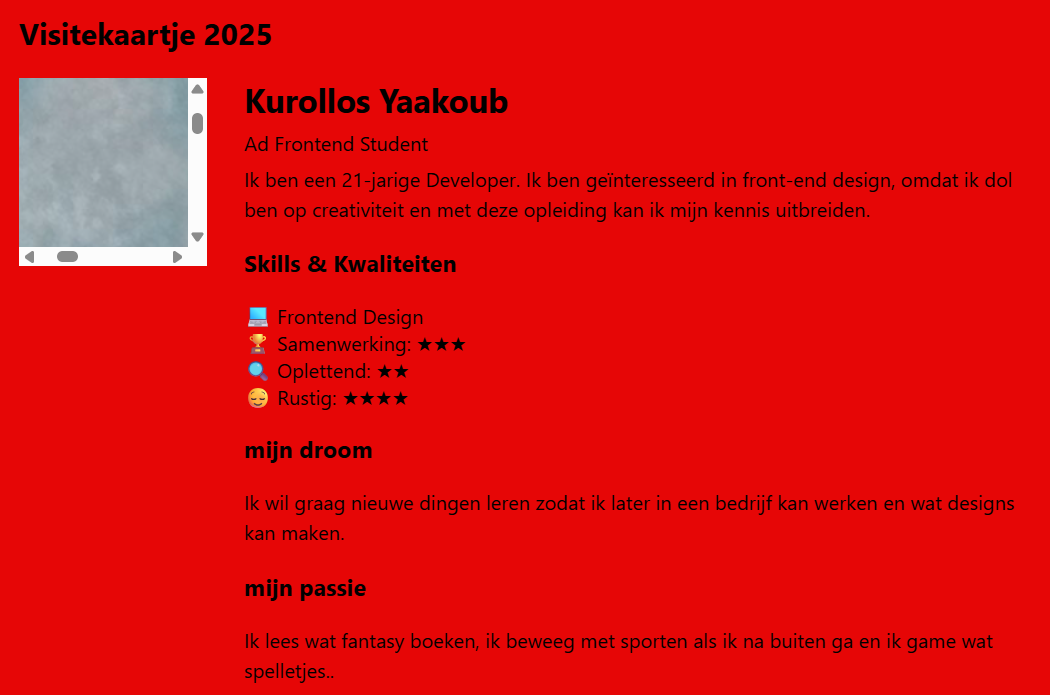 Visitekaartje 2025
Kurollos Yaakoub
Ad Frontend Student
Ik ben een 21-jarige Developer. Ik ben geïnteresseerd in front-end design, omdat ik dol
ben op creativiteit en met deze opleiding kan ik mijn kennis uitbreiden.
Skills & Kwaliteiten
💻 Frontend Design
🏆 Samenwerking: ★★★
🔍 Oplettend: ★★
😌 Rustig: ★★★★
mijn droom
Ik wil graag nieuwe dingen leren zodat ik later in een bedrijf kan werken en wat designs
kan maken.
mijn passie
Ik lees wat fantasy boeken, ik beweeg met sporten als ik na buiten ga en ik game wat
spelletjes..